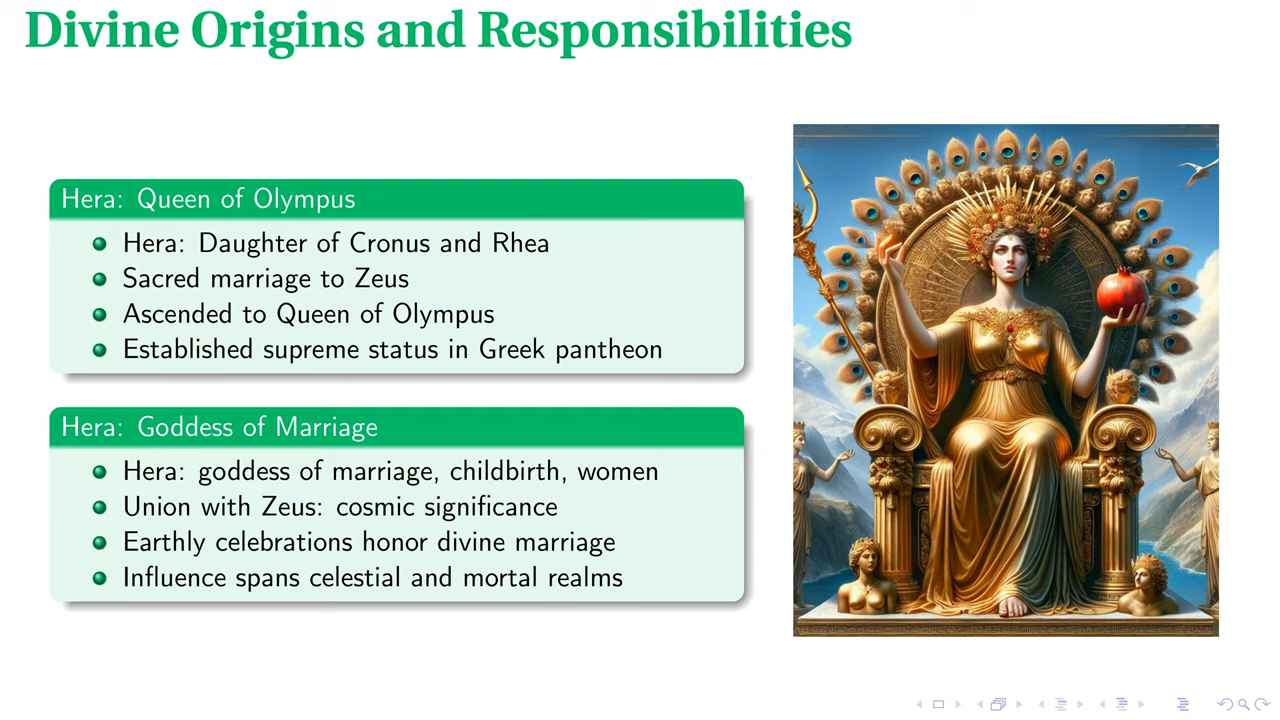 Divine Origins and Responsibilities
Hera: Queen of Olympus
Hera: Daughter of Cronus and Rhea
Sacred marriage to Zeus
Ascended to Queen of Olympus
Established supreme status in Greek pantheon
Hera: Goddess of Marriage
Hera: goddess of marriage, childbirth, women
Union with Zeus: cosmic significance
Earthly celebrations honor divine marriage
Influence spans celestial and mortal realms